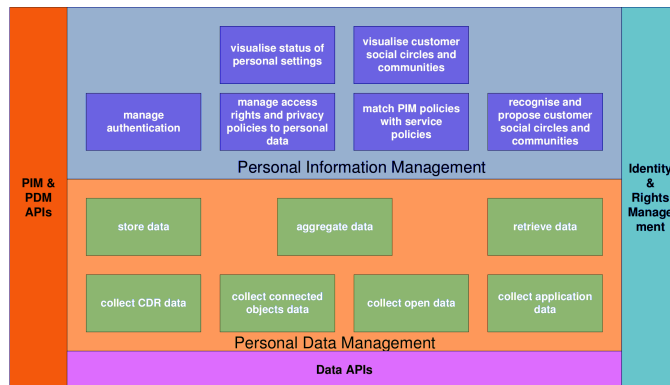 visualise status of
personal settings
visualise customer
social circles and
communities
manage
authentication
manage access
rights and privacy
policies to personal
data
match PIM policies
with service
policies
recognise and
propose customer
social circles and
communities
Personal Information Management
PIM &
PDM
APIs
Identity
&
Rights
Manage
ment
store data
aggregate data
retrieve data
collect CDR data
collect connected
objects data
collect open data
collect application
data
Personal Data Management
Data APIs